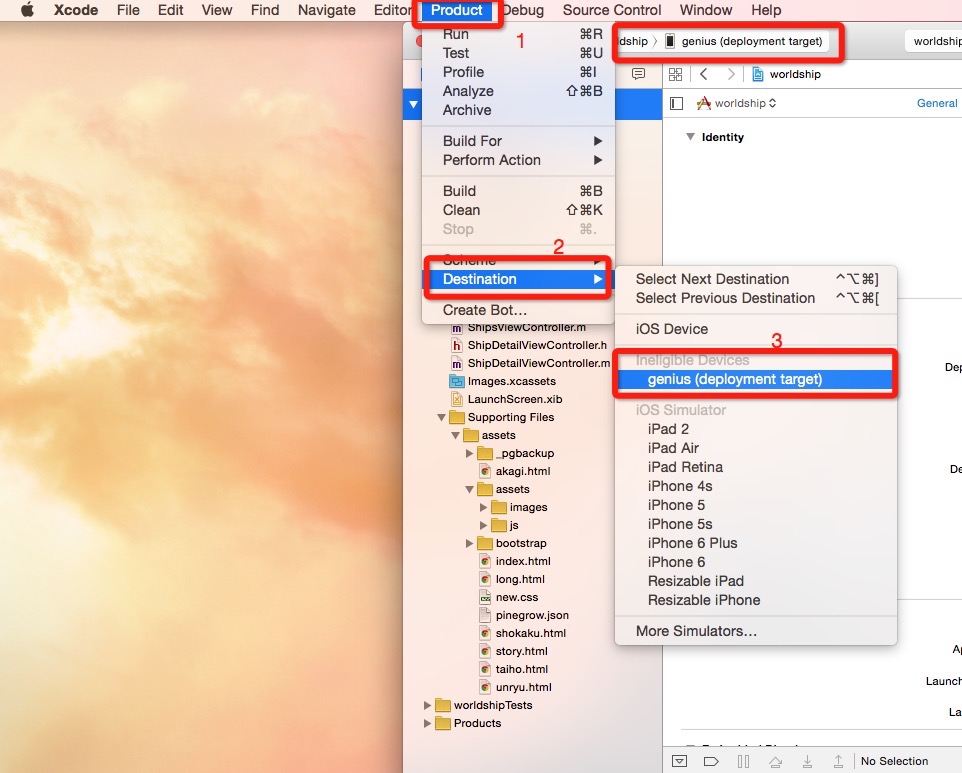 Xcode File Edit View Find Navigate Editor Product Debug Source Control Window Help
1
Run ⌘R
Test ⌘U
Profile ⌘I
Analyze ⇧⌘B
Archive
Build For ▶
Perform Action ▶
Build ⌘B
Clean ⇧⌘K
Stop ⌘.
2
Scheme ▶
Destination ▶
Create Bot...
genius (deployment target)
worldship
worldship
General
Identity
Select Next Destination ^⌥⌘]
Select Previous Destination ^⌥⌘[
iOS Device
3
Ineligible Devices
genius (deployment target)
iOS Simulator
iPad 2
iPad Air
iPad Retina
iPhone 4s
iPhone 5
iPhone 5s
iPhone 6 Plus
iPhone 6
Resizable iPad
Resizable iPhone
More Simulators...
ShipsViewController.m
ShipDetailViewController.h
ShipDetailViewController.m
Images.xcassets
LaunchScreen.xib
Supporting Files
assets
_pgbackup
akagi.html
assets
images
js
bootstrap
index.html
long.html
new.css
pinegrow.json
shokaku.html
story.html
taiho.html
unryu.html
worldshipTests
Products
Launch
No Selection